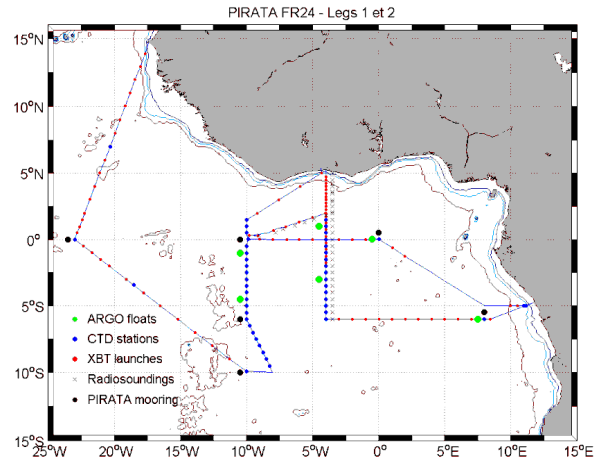 PIRATA FR24 - Legs 1 et 2
15°N
10°N
5°N
0°
5°S
10°S
15°S
ARGO floats
CTD stations
XBT launches
Radiosoundings
PIRATA mooring
25°W 20°W 15°W 10°W 5°W 0° 5°E 10°E 15°E